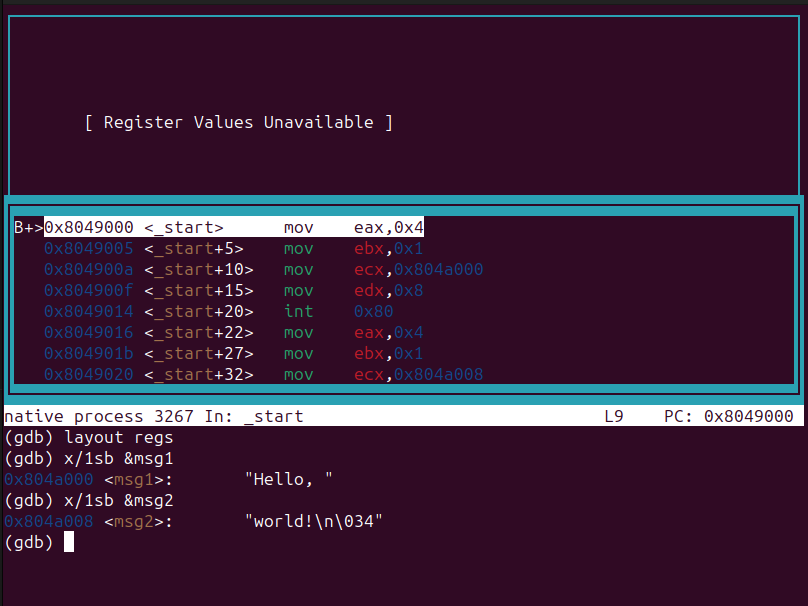 [ Register Values Unavailable ]
B+>0x8049000 <_start>      mov    eax,0x4
0x8049005 <_start+5>    mov    ebx,0x1
0x804900a <_start+10>   mov    ecx,0x804a000
0x804900f <_start+15>   mov    edx,0x8
0x8049014 <_start+20>   int    0x80
0x8049016 <_start+22>   mov    eax,0x4
0x804901b <_start+27>   mov    ebx,0x1
0x8049020 <_start+32>   mov    ecx,0x804a008
native process 3267 In: _start                              L9    PC: 0x8049000
(gdb) layout regs
(gdb) x/1sb &msg1
0x804a000 <msg1>:       "Hello, "
(gdb) x/1sb &msg2
0x804a008 <msg2>:       "world!\n\034"
(gdb)